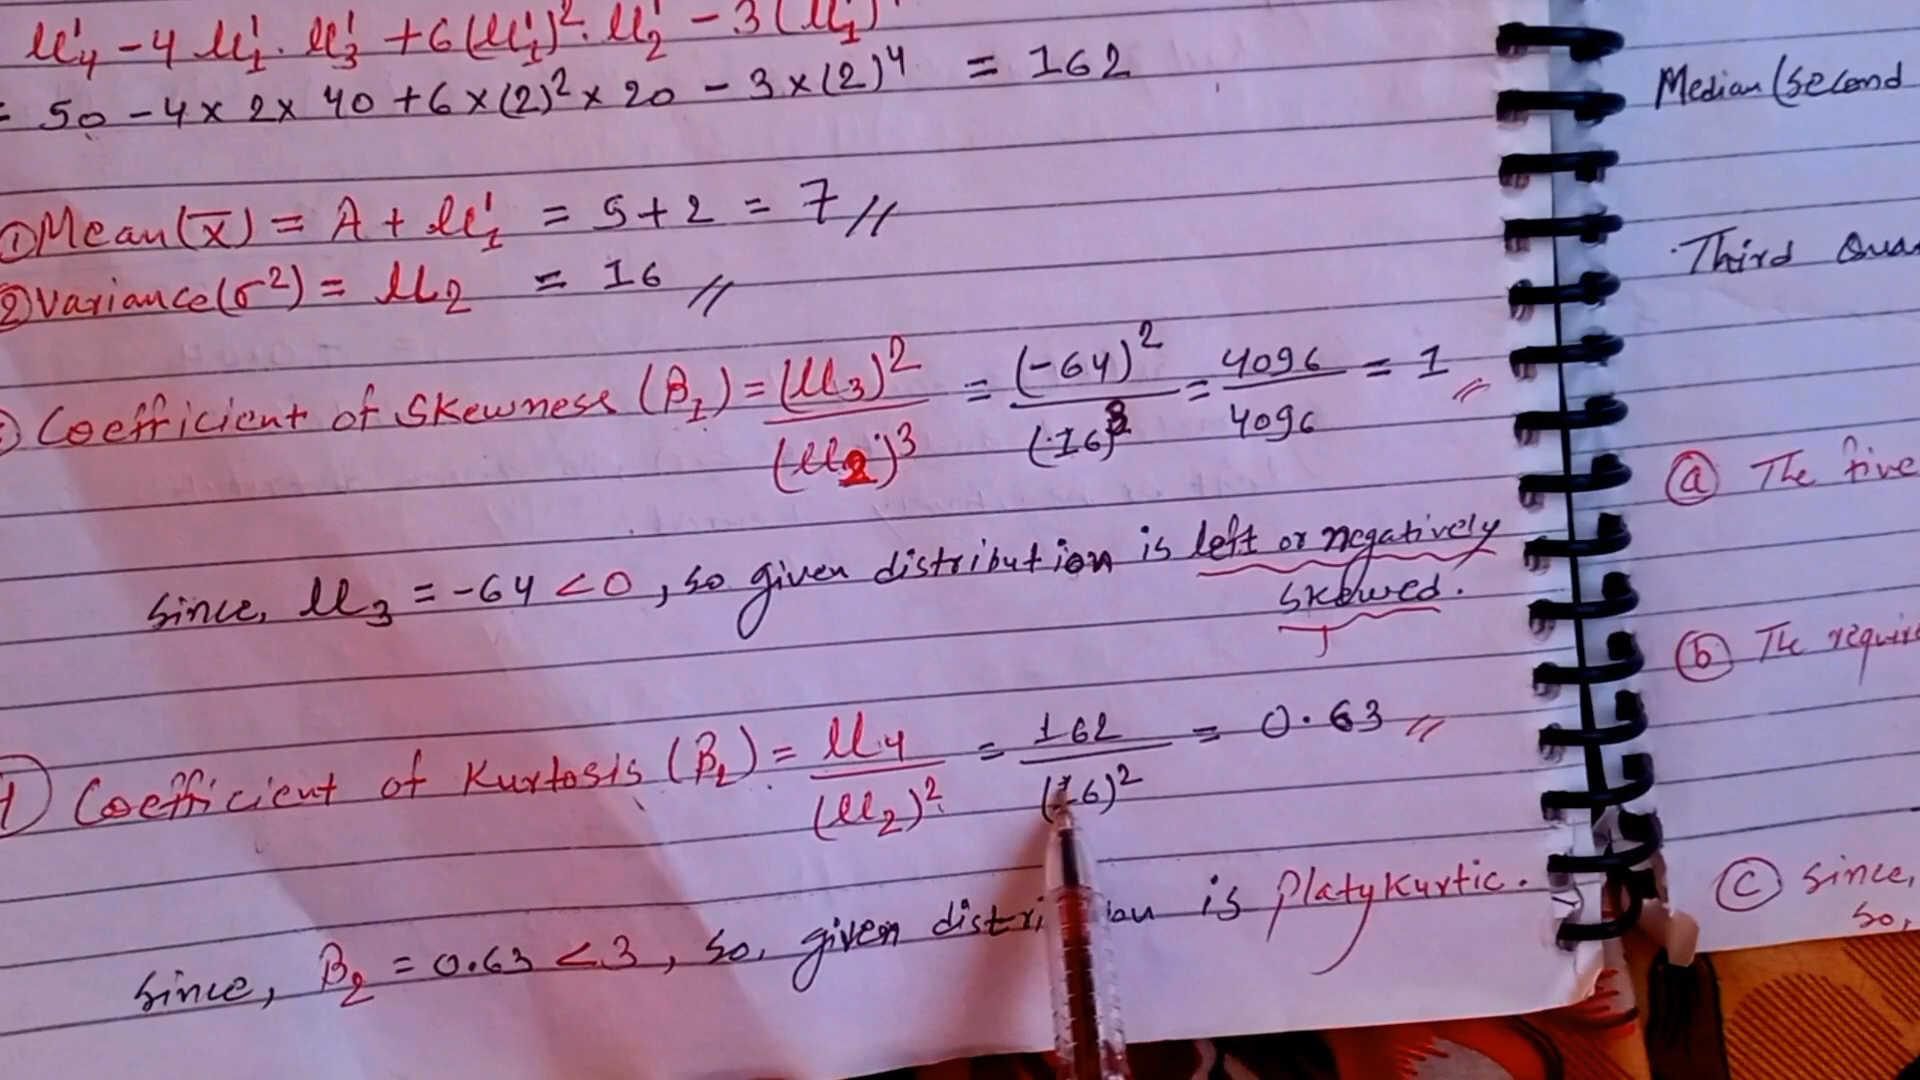 μ'₄ - 4 μ'₁ . μ'₃ + 6(μ'₁)². μ'₂ - 3(μ'₁)
= 50 - 4 x 2 x 40 + 6 x (2)² x 20 - 3 x (2)⁴ = 162
① Mean (x̄) = A + μ'₁ = 5 + 2 = 7 //
② Variance (σ²) = μ₂ = 16 //
Coefficient of Skewness (β₁) = (μ₃)² / (μ₂)³ = (-64)² / (16)³ = 4096 / 4096 = 1 //
Since, μ₃ = -64 < 0, so given distribution is left or negatively
skewed.
Coefficient of Kurtosis (β₂) = μ₄ / (μ₂)² = 162 / (16)² = 0.63 //
Since, β₂ = 0.63 < 3, so, given is Platykurtic.
Median (Second
Third
ⓐ The five
ⓑ The
ⓒ Since,
So,